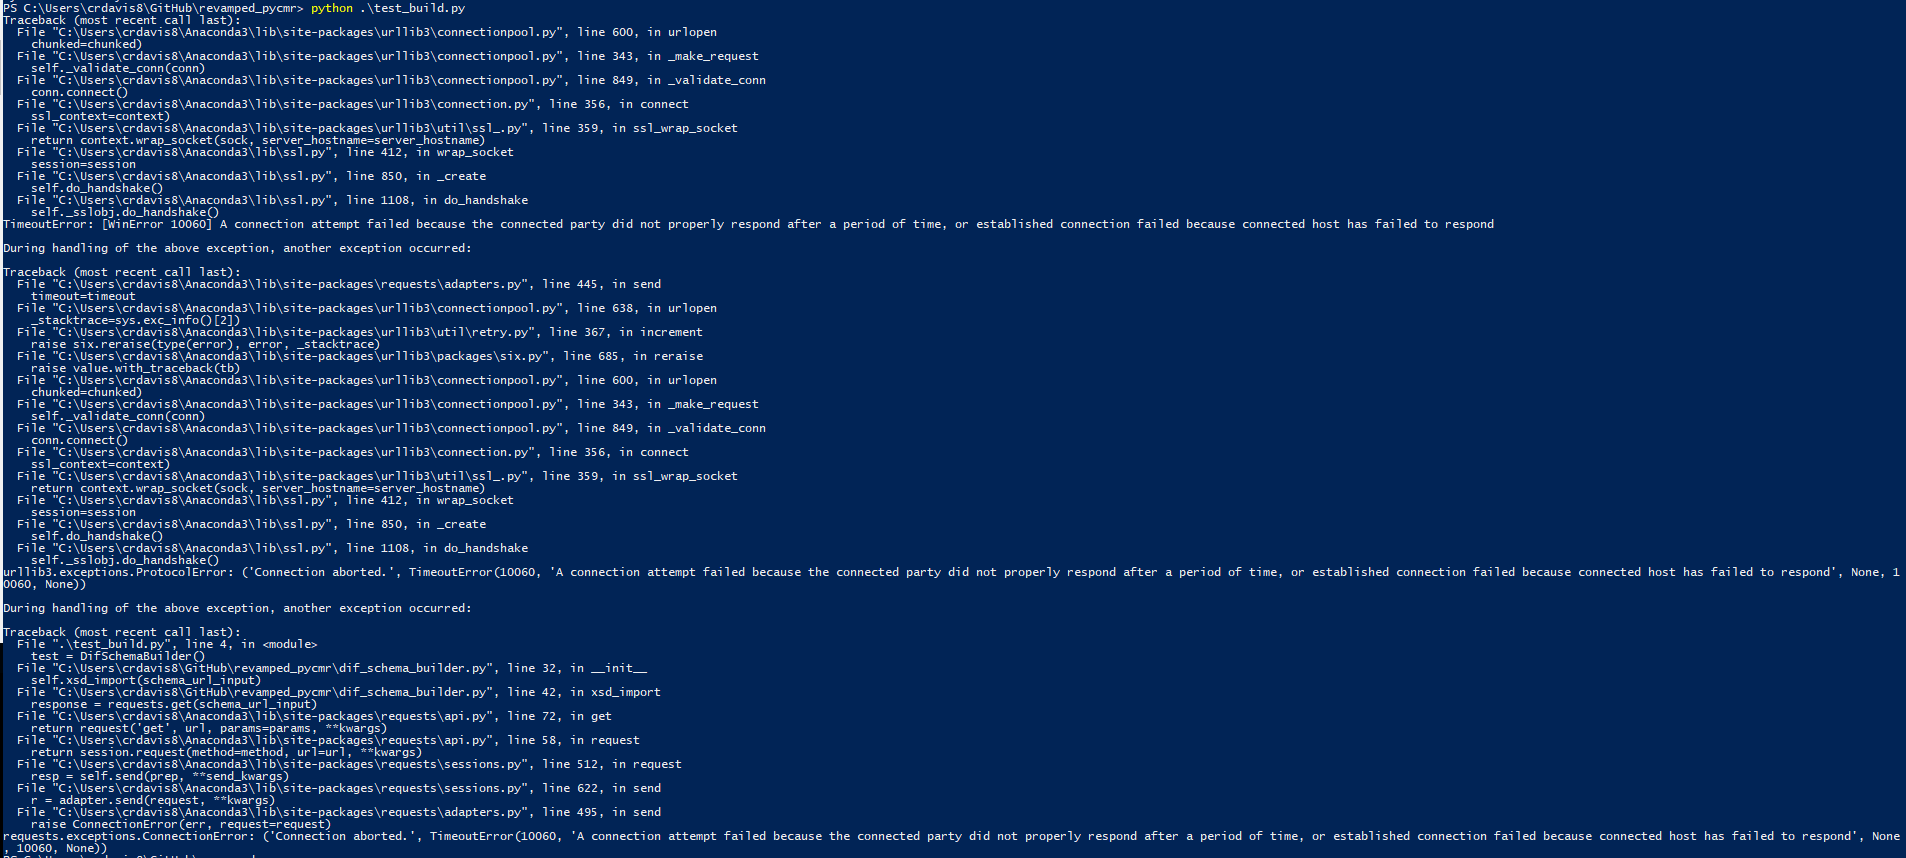 PS C:\Users\crdavis8\GitHub\revamped_pycmr> python .\test_build.py
Traceback (most recent call last):
  File "C:\Users\crdavis8\Anaconda3\lib\site-packages\urllib3\connectionpool.py", line 600, in urlopen
    chunked=chunked)
  File "C:\Users\crdavis8\Anaconda3\lib\site-packages\urllib3\connectionpool.py", line 343, in _make_request
    self._validate_conn(conn)
  File "C:\Users\crdavis8\Anaconda3\lib\site-packages\urllib3\connectionpool.py", line 849, in _validate_conn
    conn.connect()
  File "C:\Users\crdavis8\Anaconda3\lib\site-packages\urllib3\connection.py", line 356, in connect
    ssl_context=context)
  File "C:\Users\crdavis8\Anaconda3\lib\site-packages\urllib3\util\ssl_.py", line 359, in ssl_wrap_socket
    return context.wrap_socket(sock, server_hostname=server_hostname)
  File "C:\Users\crdavis8\Anaconda3\lib\ssl.py", line 412, in wrap_socket
    session=session
  File "C:\Users\crdavis8\Anaconda3\lib\ssl.py", line 850, in _create
    self.do_handshake()
  File "C:\Users\crdavis8\Anaconda3\lib\ssl.py", line 1108, in do_handshake
    self._sslobj.do_handshake()
TimeoutError: [WinError 10060] A connection attempt failed because the connected party did not properly respond after a period of time, or established connection failed because connected host has failed to respond
During handling of the above exception, another exception occurred:
Traceback (most recent call last):
  File "C:\Users\crdavis8\Anaconda3\lib\site-packages\requests\adapters.py", line 445, in send
    timeout=timeout
  File "C:\Users\crdavis8\Anaconda3\lib\site-packages\urllib3\connectionpool.py", line 638, in urlopen
    _stacktrace=sys.exc_info()[2])
  File "C:\Users\crdavis8\Anaconda3\lib\site-packages\urllib3\util\retry.py", line 367, in increment
    raise six.reraise(type(error), error, _stacktrace)
  File "C:\Users\crdavis8\Anaconda3\lib\site-packages\urllib3\packages\six.py", line 685, in reraise
    raise value.with_traceback(tb)
  File "C:\Users\crdavis8\Anaconda3\lib\site-packages\urllib3\connectionpool.py", line 600, in urlopen
    chunked=chunked)
  File "C:\Users\crdavis8\Anaconda3\lib\site-packages\urllib3\connectionpool.py", line 343, in _make_request
    self._validate_conn(conn)
  File "C:\Users\crdavis8\Anaconda3\lib\site-packages\urllib3\connectionpool.py", line 849, in _validate_conn
    conn.connect()
  File "C:\Users\crdavis8\Anaconda3\lib\site-packages\urllib3\connection.py", line 356, in connect
    ssl_context=context)
  File "C:\Users\crdavis8\Anaconda3\lib\site-packages\urllib3\util\ssl_.py", line 359, in ssl_wrap_socket
    return context.wrap_socket(sock, server_hostname=server_hostname)
  File "C:\Users\crdavis8\Anaconda3\lib\ssl.py", line 412, in wrap_socket
    session=session
  File "C:\Users\crdavis8\Anaconda3\lib\ssl.py", line 850, in _create
    self.do_handshake()
  File "C:\Users\crdavis8\Anaconda3\lib\ssl.py", line 1108, in do_handshake
    self._sslobj.do_handshake()
urllib3.exceptions.ProtocolError: ('Connection aborted.', TimeoutError(10060, 'A connection attempt failed because the connected party did not properly respond after a period of time, or established connection failed because connected host has failed to respond', None, 1
0060, None))
During handling of the above exception, another exception occurred:
Traceback (most recent call last):
  File ".\test_build.py", line 4, in <module>
    test = DifSchemaBuilder()
  File "C:\Users\crdavis8\GitHub\revamped_pycmr\dif_schema_builder.py", line 32, in __init__
    self.xsd_import(schema_url_input)
  File "C:\Users\crdavis8\GitHub\revamped_pycmr\dif_schema_builder.py", line 42, in xsd_import
    response = requests.get(schema_url_input)
  File "C:\Users\crdavis8\Anaconda3\lib\site-packages\requests\api.py", line 72, in get
    return request('get', url, params=params, **kwargs)
  File "C:\Users\crdavis8\Anaconda3\lib\site-packages\requests\api.py", line 58, in request
    return session.request(method=method, url=url, **kwargs)
  File "C:\Users\crdavis8\Anaconda3\lib\site-packages\requests\sessions.py", line 512, in request
    resp = self.send(prep, **send_kwargs)
  File "C:\Users\crdavis8\Anaconda3\lib\site-packages\requests\sessions.py", line 622, in send
    r = adapter.send(request, **kwargs)
  File "C:\Users\crdavis8\Anaconda3\lib\site-packages\requests\adapters.py", line 495, in send
    raise ConnectionError(err, request=request)
requests.exceptions.ConnectionError: ('Connection aborted.', TimeoutError(10060, 'A connection attempt failed because the connected party did not properly respond after a period of time, or established connection failed because connected host has failed to respond', None
, 10060, None))